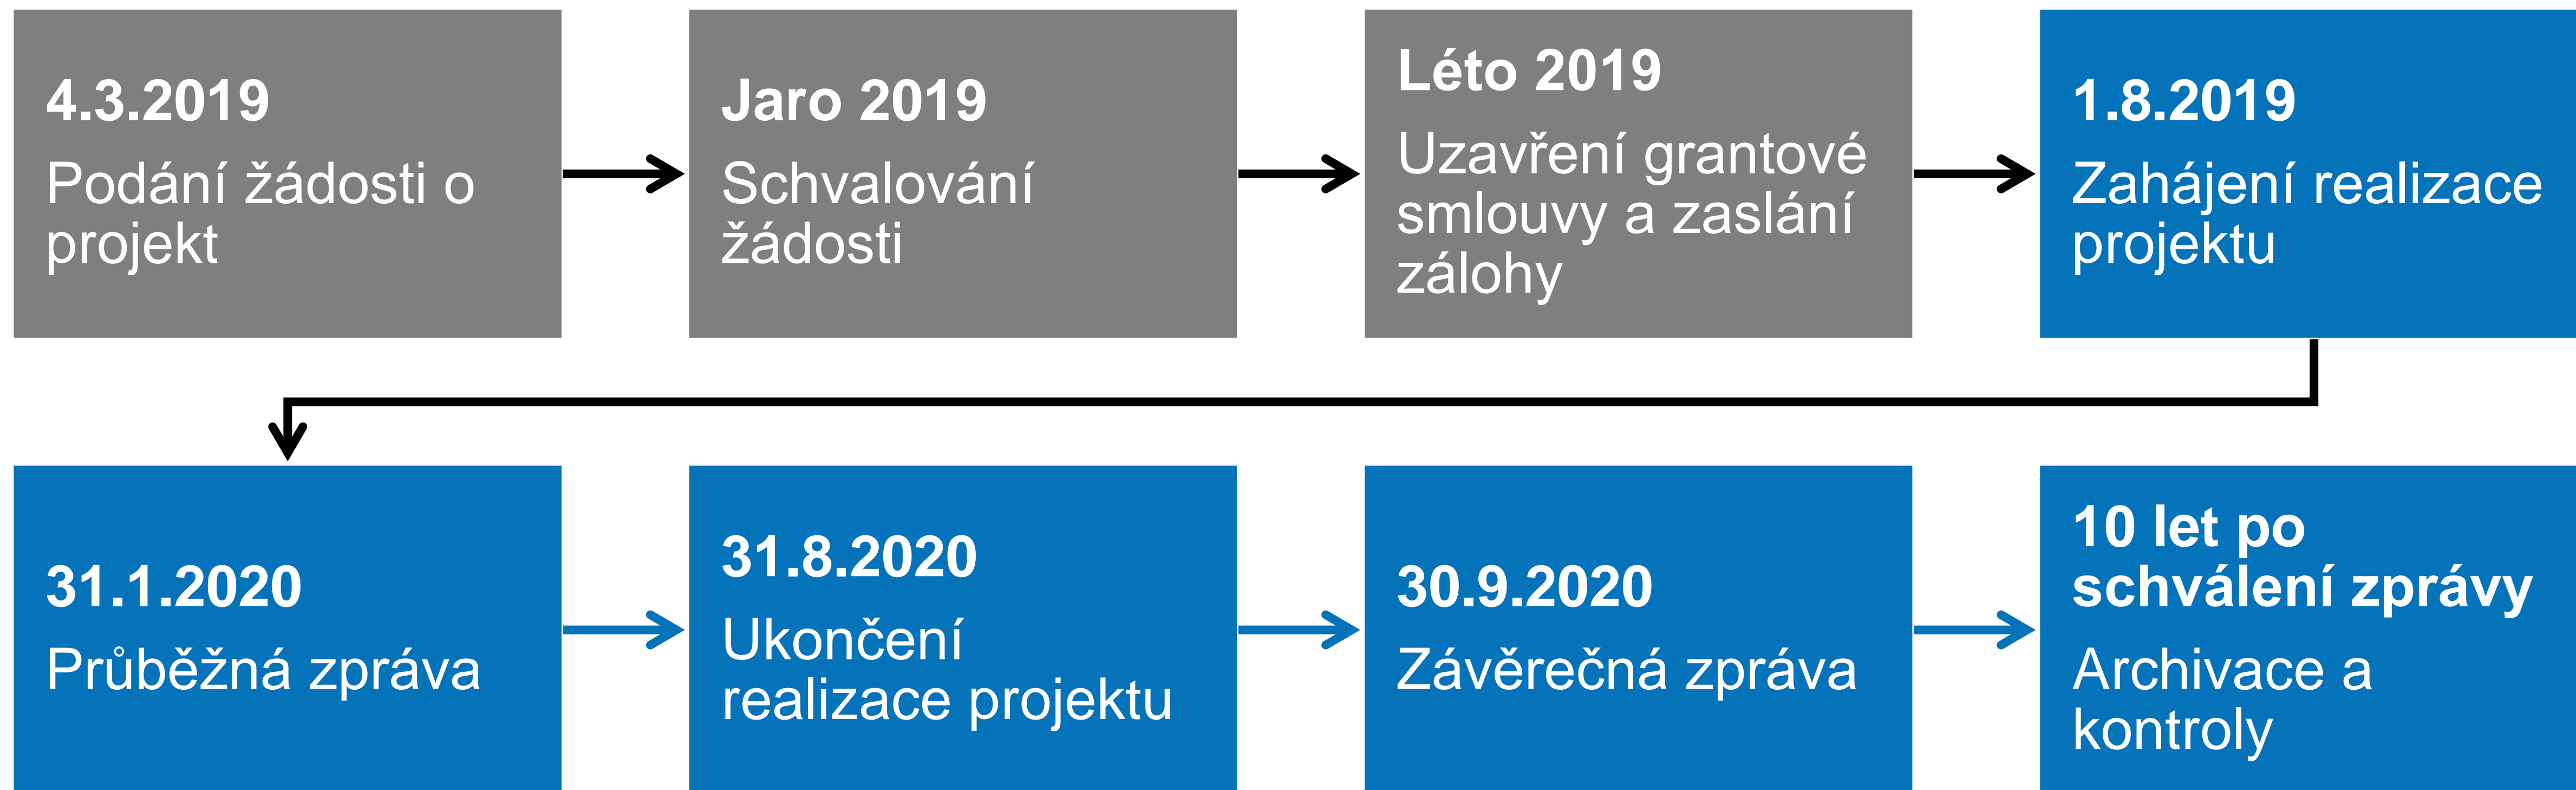 4.3.2019
Podání žádosti o
projekt
Jaro 2019
Schvalování
žádosti
Léto 2019
Uzavření grantové
smlouvy a zaslání
zálohy
1.8.2019
Zahájení realizace
projektu
31.1.2020
Průběžná zpráva
31.8.2020
Ukončení
realizace projektu
30.9.2020
Závěrečná zpráva
10 let po
schválení zprávy
Archivace a
kontroly